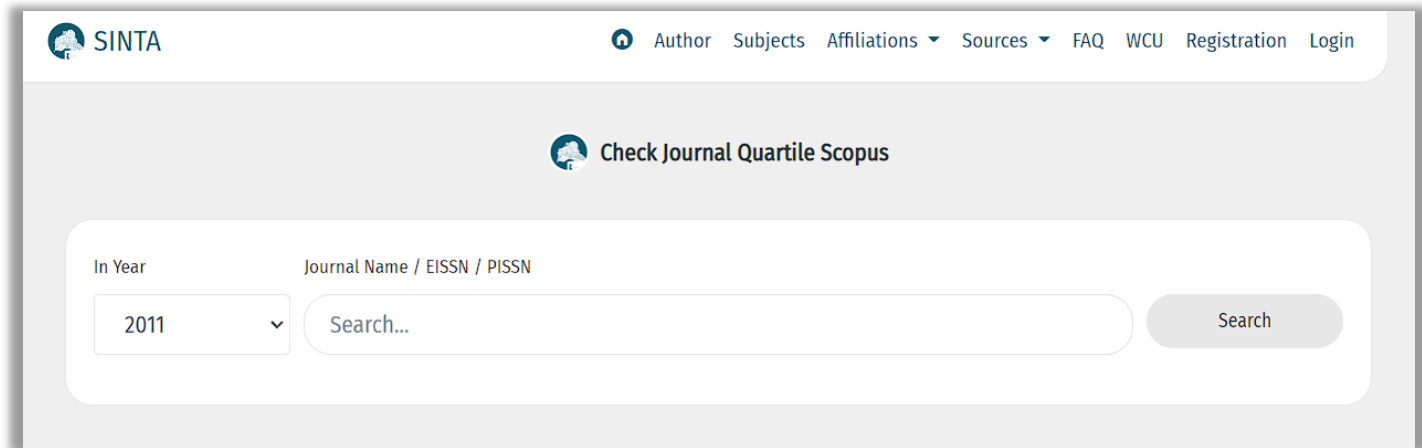 SINTA
Author Subjects Affiliations Sources FAQ WCU Registration Login
Check Journal Quartile Scopus
In Year Journal Name / EISSN / PISSN
2011 Search... Search